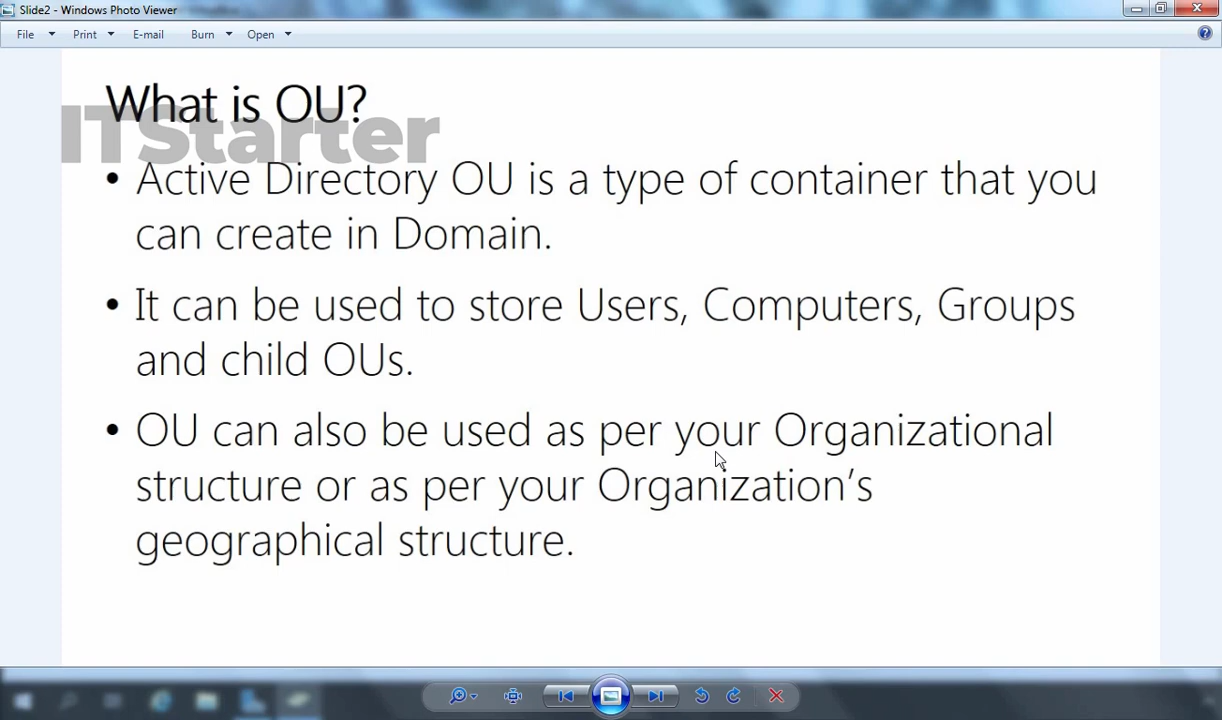 Slide2 - Windows Photo Viewer
File Print E-mail Burn Open
What is OU?
ITStarter
• Active Directory OU is a type of container that you
can create in Domain.
• It can be used to store Users, Computers, Groups
and child OUs.
• OU can also be used as per your Organizational
structure or as per your Organization's
geographical structure.